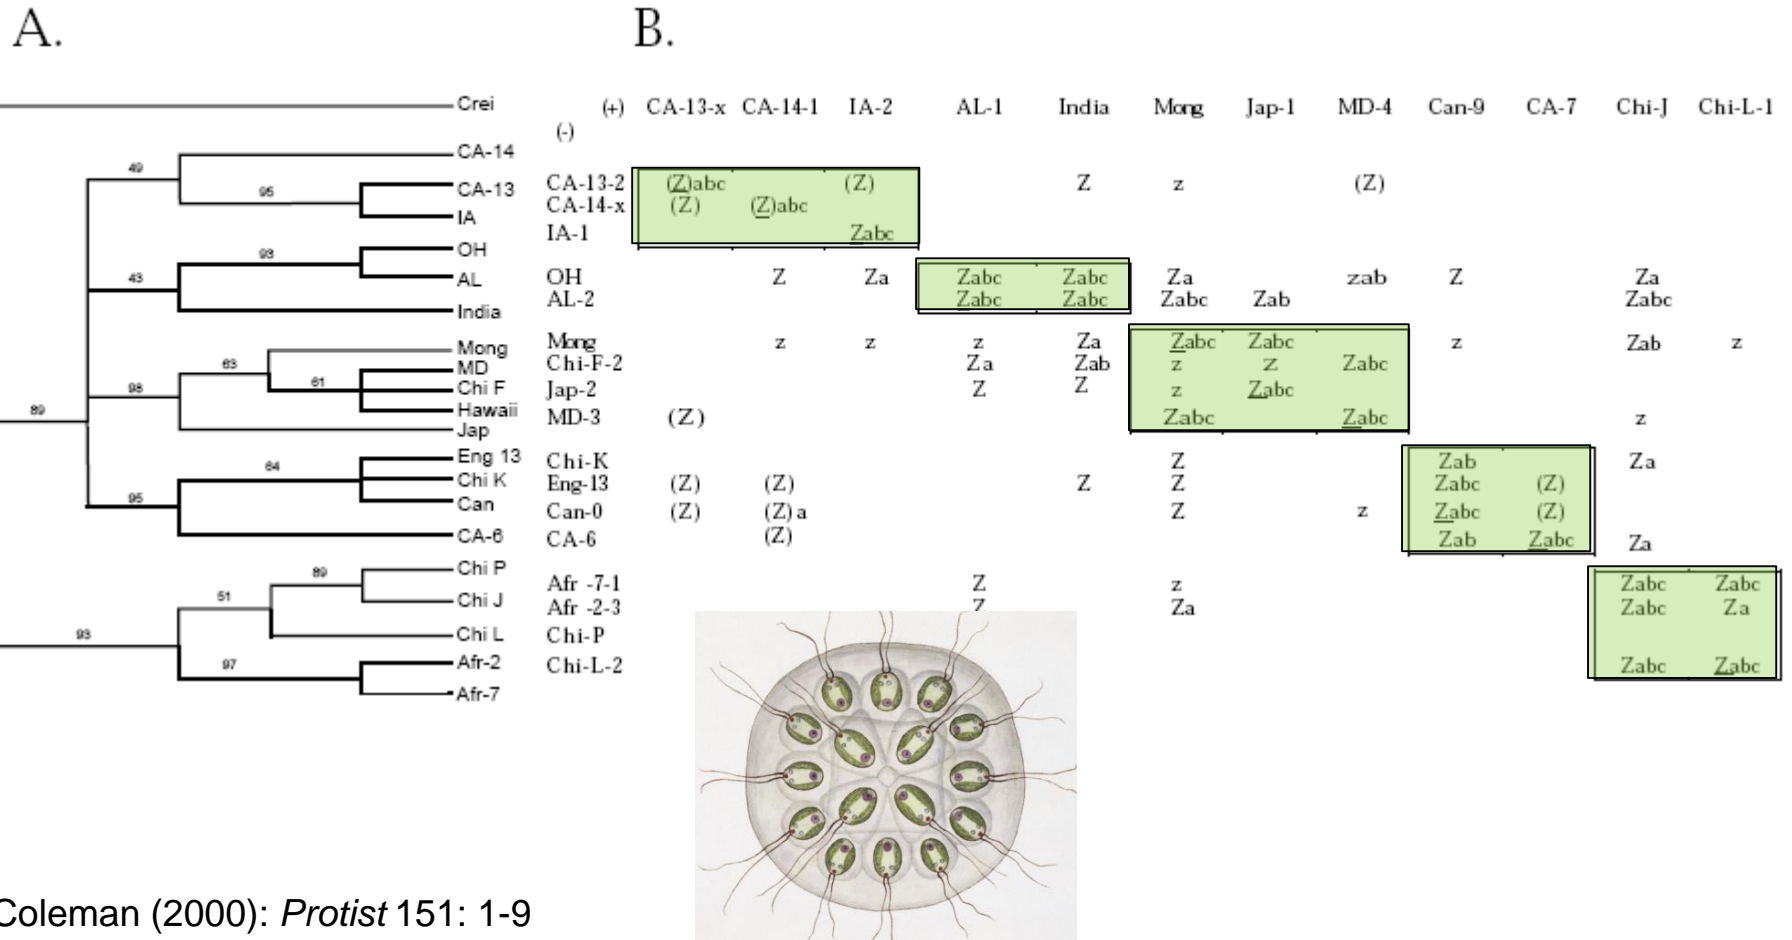 A.
B.
Crei
CA-14
CA-13
IA
OH
AL
India
Mong
MD
Chi F
Hawaii
Jap
Eng 13
Chi K
Can
CA-6
Chi P
Chi J
Chi L
Afr-2
Afr-7
49
95
93
43
63
61
98
89
64
95
89
51
97
93
(+) CA-13-x CA-14-1 IA-2 AL-1 India Mong Jap-1 MD-4 Can-9 CA-7 Chi-J Chi-L-1
(-)
CA-13-2 (Z)abc (Z) Z z (Z)
CA-14-x (Z) (Z)abc
IA-1 Zabc
OH Z Za Zabc Zabc Za zab Z Za
AL-2 Zabc Zabc Zabc Zab Zabc
Mong z z z Za Zabc Zabc z Zab z
Chi-F-2 Za Zab z z Zabc
Jap-2 Z Z z Zabc
MD-3 (Z) Zabc Zabc z
Chi-K Z Zab Za
Eng-13 (Z) (Z) Z Z Zabc (Z)
Can-0 (Z) (Z)a Z z Zabc (Z)
CA-6 (Z) Zab Zabc Za
Afr -7-1 Z z Zabc Zabc
Afr -2-3 Z Za Zabc Za
Chi-P
Chi-L-2 Zabc Zabc
Coleman (2000): Protist 151: 1-9